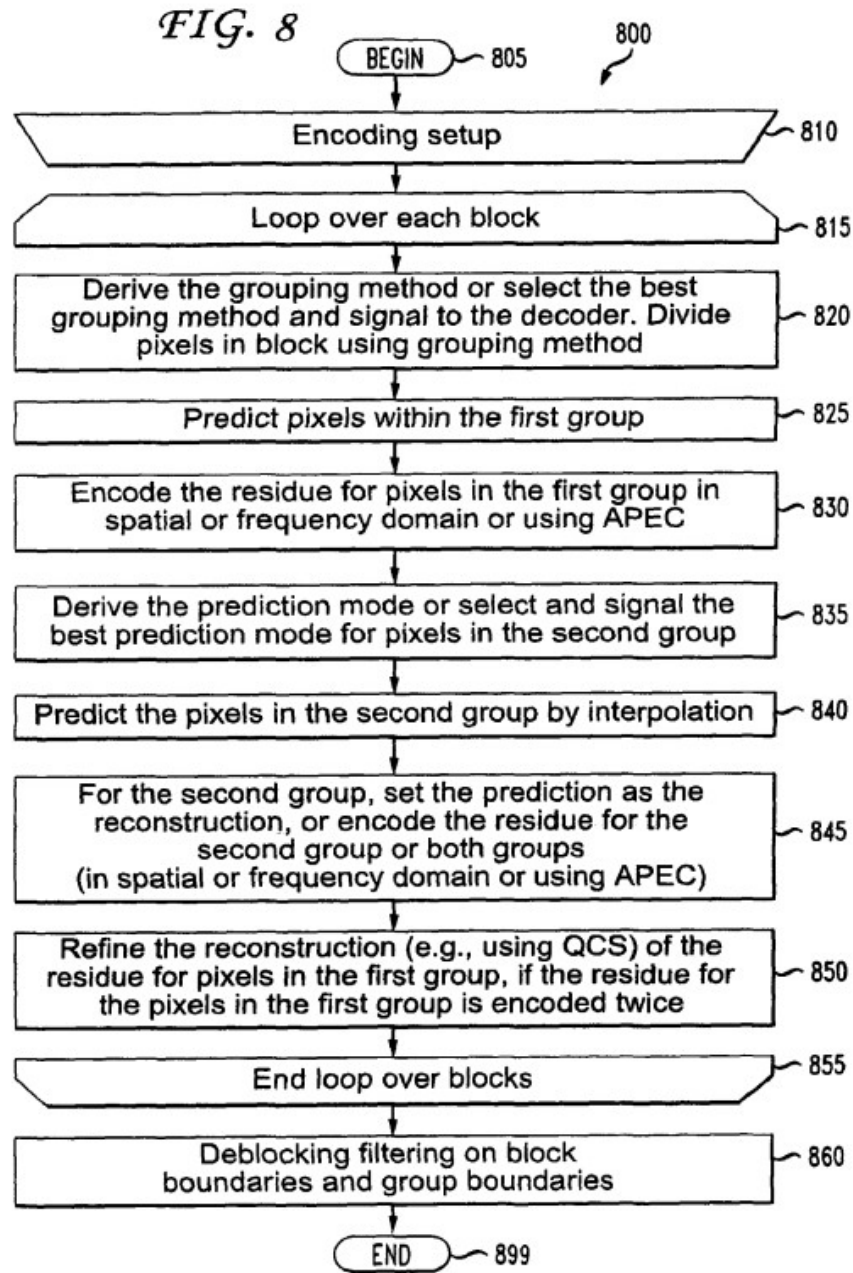 FIG. 8
800
BEGIN 805
Encoding setup 810
Loop over each block 815
Derive the grouping method or select the best
grouping method and signal to the decoder. Divide 820
pixels in block using grouping method
Predict pixels within the first group 825
Encode the residue for pixels in the first group in 830
spatial or frequency domain or using APEC
Derive the prediction mode or select and signal the 835
best prediction mode for pixels in the second group
Predict the pixels in the second group by interpolation 840
For the second group, set the prediction as the
reconstruction, or encode the residue for the 845
second group or both groups
(in spatial or frequency domain or using APEC)
Refine the reconstruction (e.g., using QCS) of the
residue for pixels in the first group, if the residue for 850
the pixels in the first group is encoded twice
855
End loop over blocks
Deblocking filtering on block 860
boundaries and group boundaries
END 899